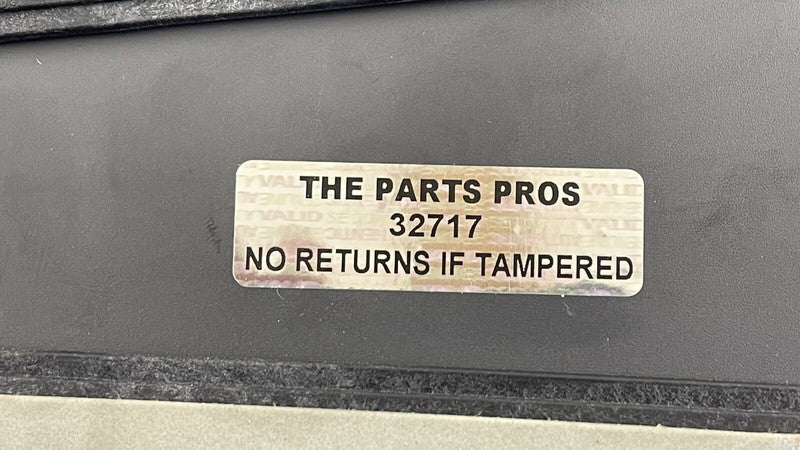 THE PARTS PROS
32717
NO RETURNS IF TAMPERED